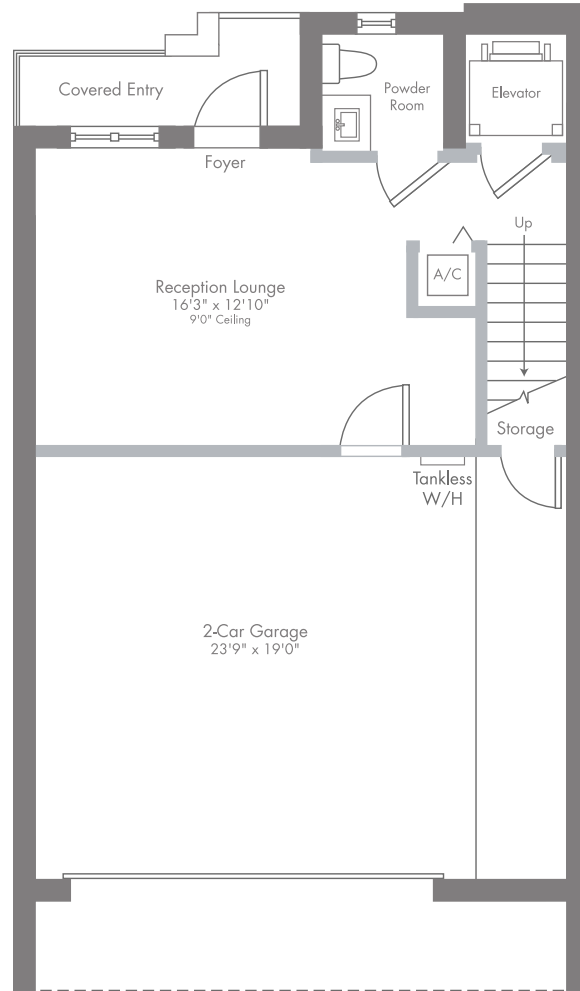 Covered Entry
Powder
Room
Elevator
Foyer
Up
A/C
Reception Lounge
16'3" x 12'10"
9'0" Ceiling
Storage
Tankless
W/H
2-Car Garage
23'9" x 19'0"